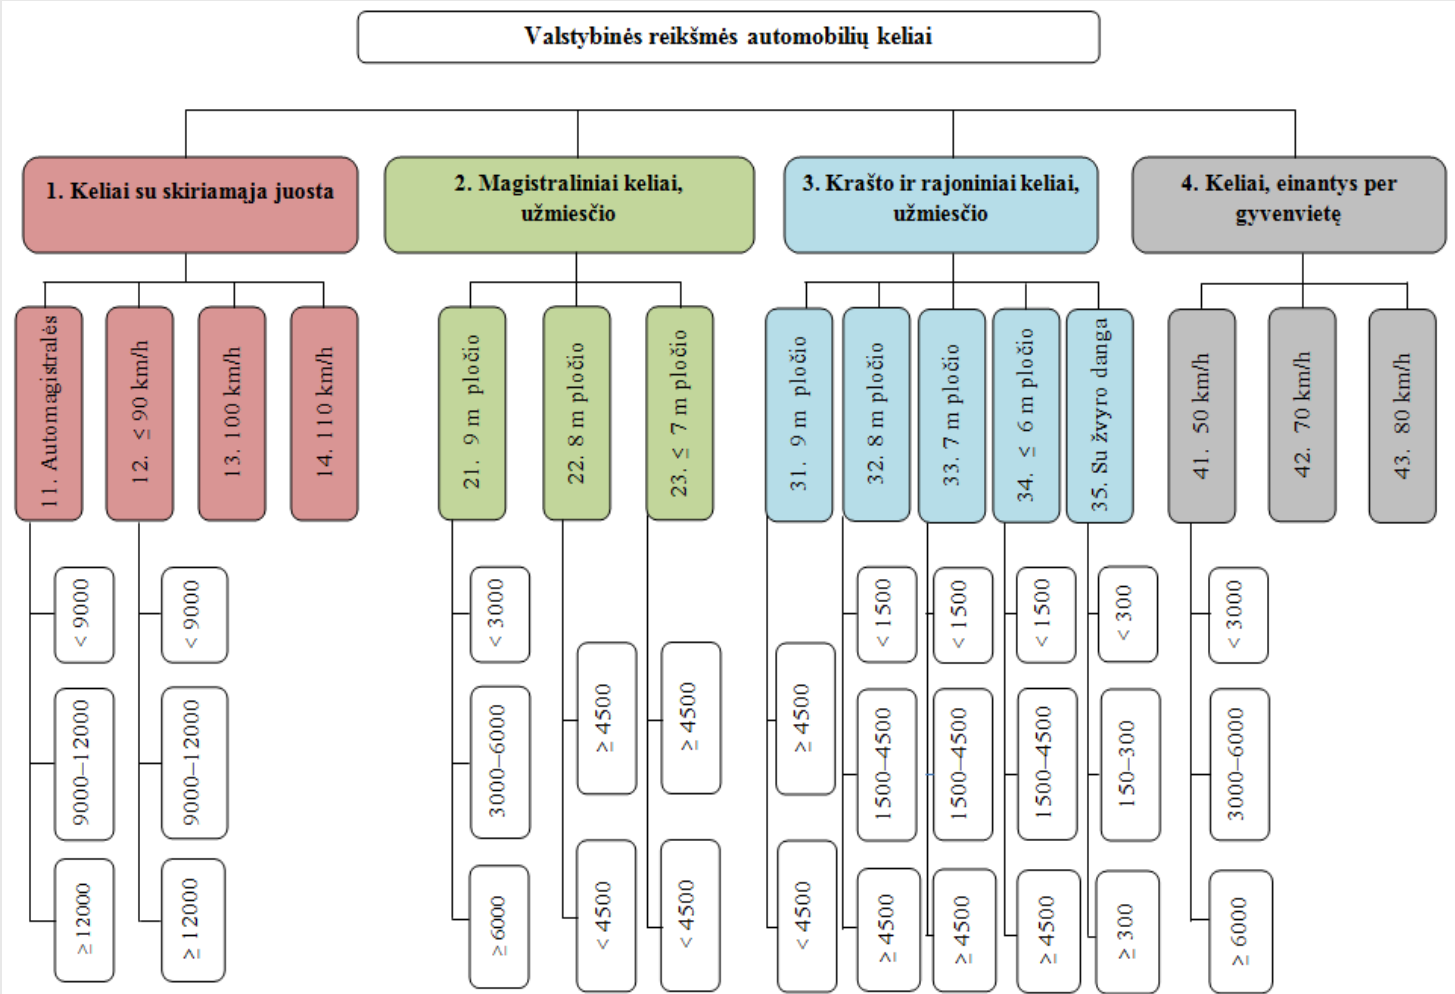 Valstybinės reikšmės automobilių keliai
1. Keliai su skiriamąja juosta
2. Magistraliniai keliai,
užmiesčio
3. Krašto ir rajoniniai keliai,
užmiesčio
4. Keliai, einantys per
gyvenvietę
11. Automagistralės
12. ≤ 90 km/h
13. 100 km/h
14. 110 km/h
21. 9 m pločio
22. 8 m pločio
23. ≤ 7 m pločio
31. 9 m pločio
32. 8 m pločio
33. 7 m pločio
34. ≤ 6 m pločio
35. Su žvyro danga
41. 50 km/h
42. 70 km/h
43. 80 km/h
< 9000
9000–12000
≥ 12000
< 9000
9000–12000
≥ 12000
< 3000
3000–6000
≥ 6000
≥ 4500
< 4500
≥ 4500
< 4500
≥ 4500
< 4500
< 1500
1500–4500
≥ 4500
< 1500
1500–4500
≥ 4500
< 1500
1500–4500
≥ 4500
< 300
150–300
≥ 300
< 3000
3000–6000
≥ 6000